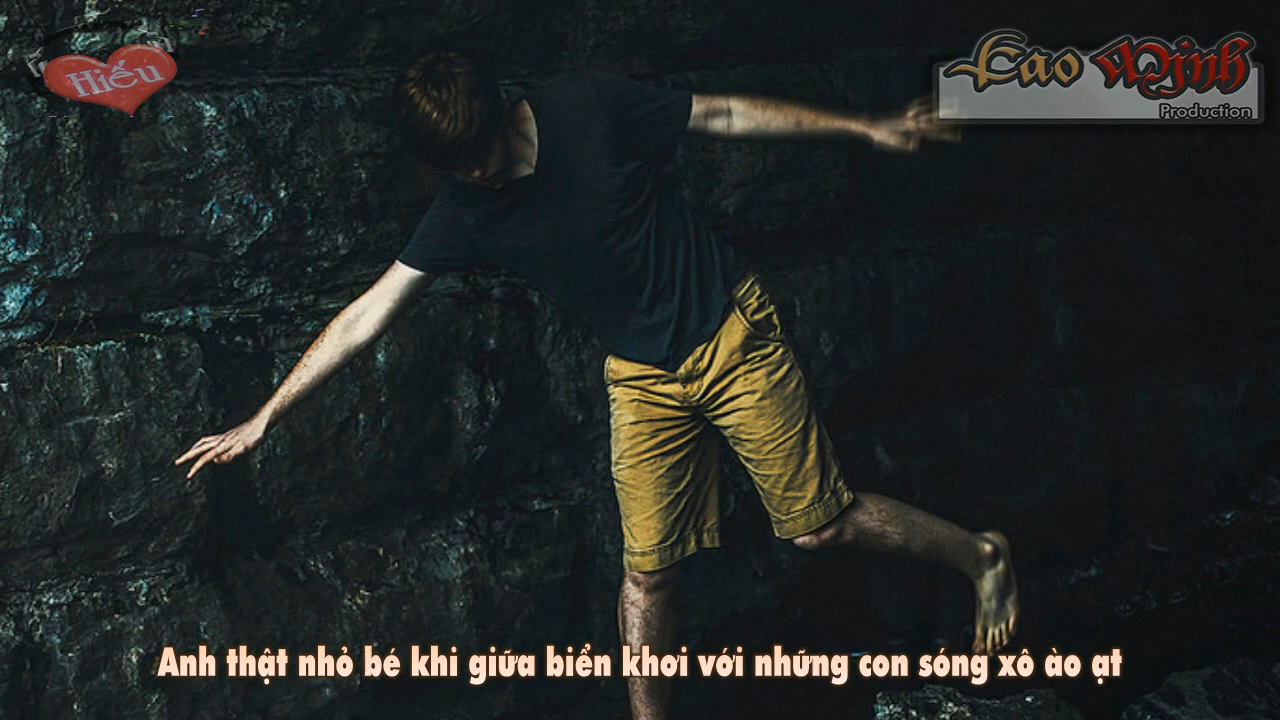 Hiếu
Cao Minh
Production
Anh thật nhỏ bé khi giữa biển khơi với những con sóng xô ào ạt